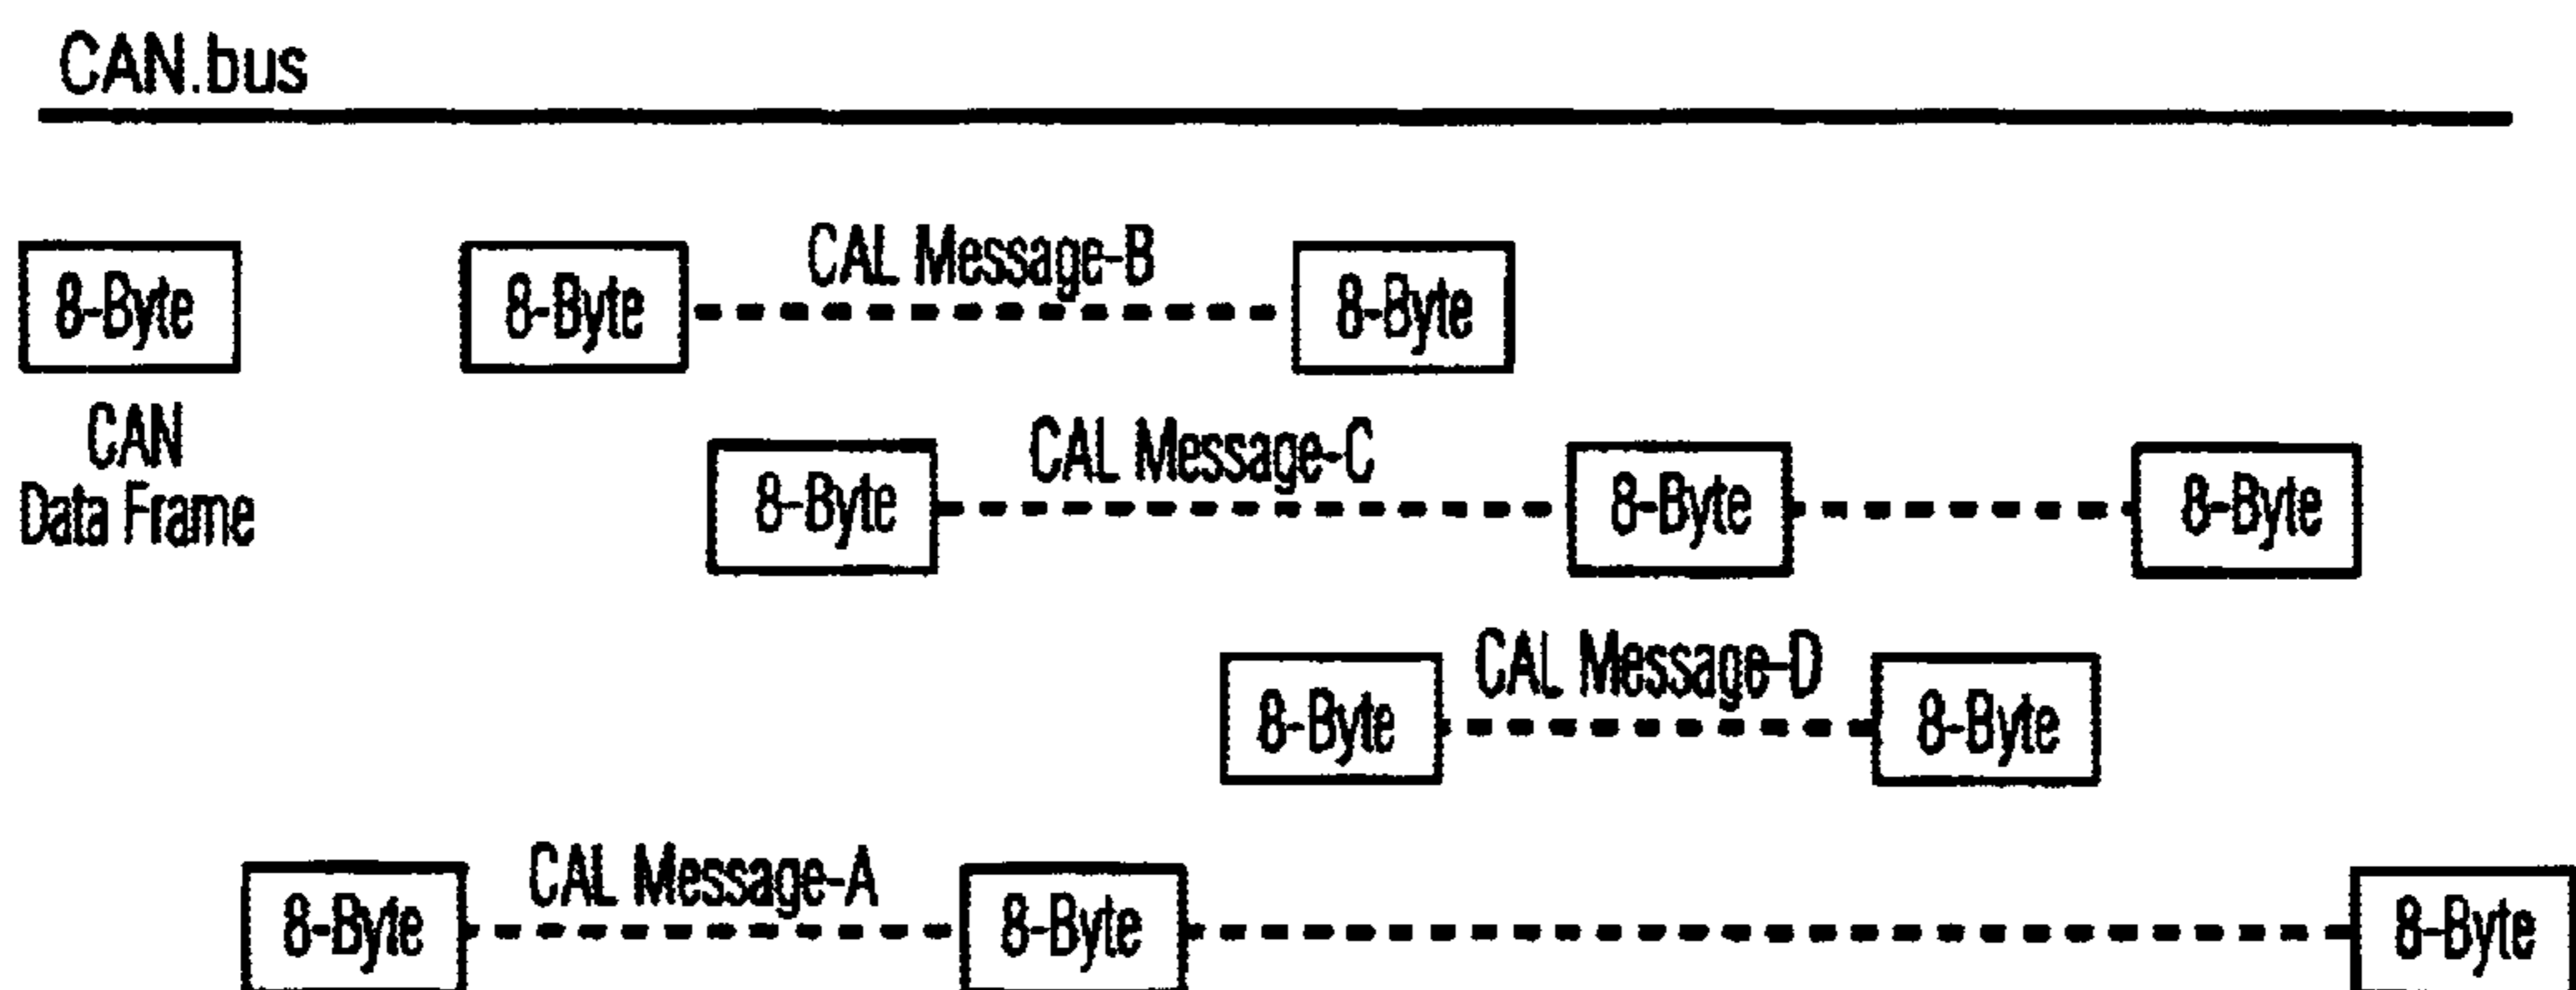 CAN.bus
8-Byte
8-Byte
CAL Message-B
8-Byte
CAN
Data Frame
8-Byte
CAL Message-C
8-Byte
8-Byte
8-Byte
CAL Message-D
8-Byte
8-Byte
CAL Message-A
8-Byte
8-Byte